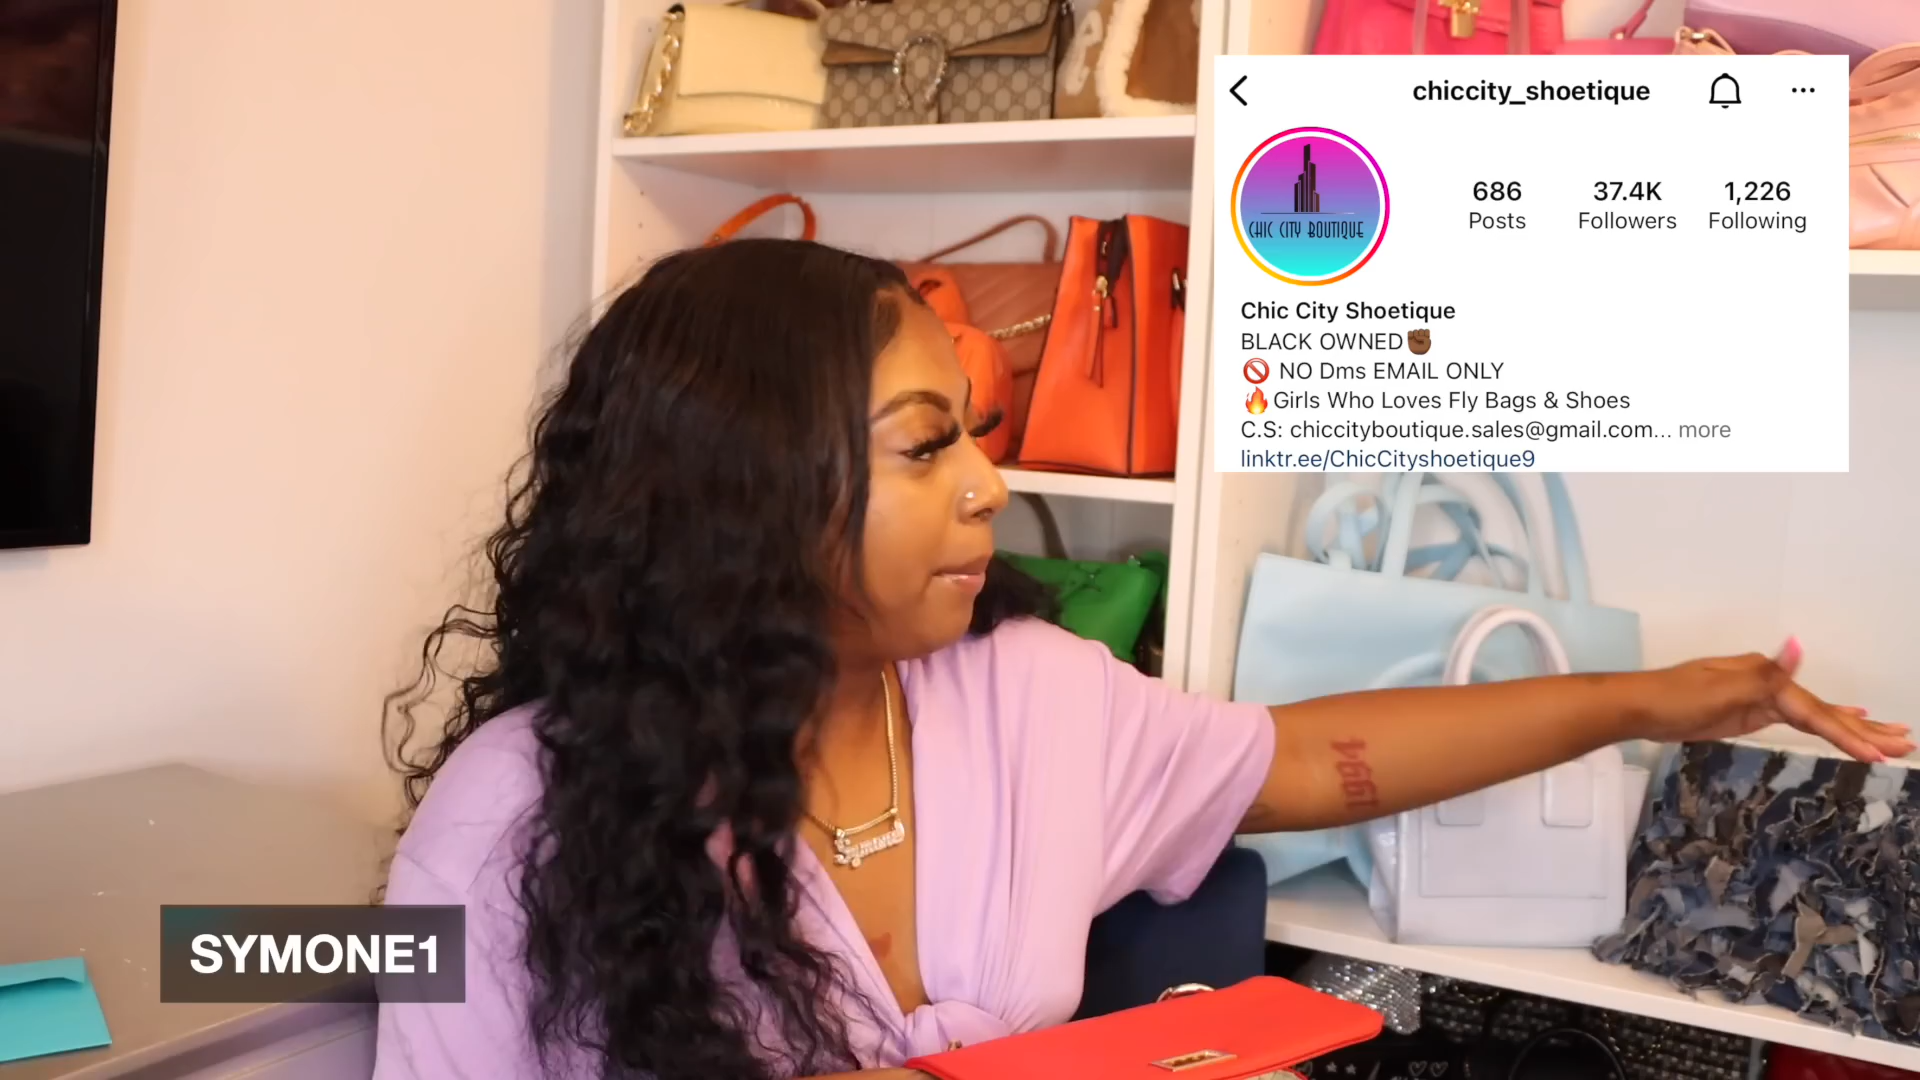 chiccity_shoetique
CHIC CITY BOUTIQUE
686
Posts
37.4K
Followers
1,226
Following
Chic City Shoetique
BLACK OWNED✊🏿
🚫 NO Dms EMAIL ONLY
🔥Girls Who Loves Fly Bags & Shoes
C.S: chiccityboutique.sales@gmail.com... more
linktr.ee/ChicCityshoetique9
1994
SYMONE1